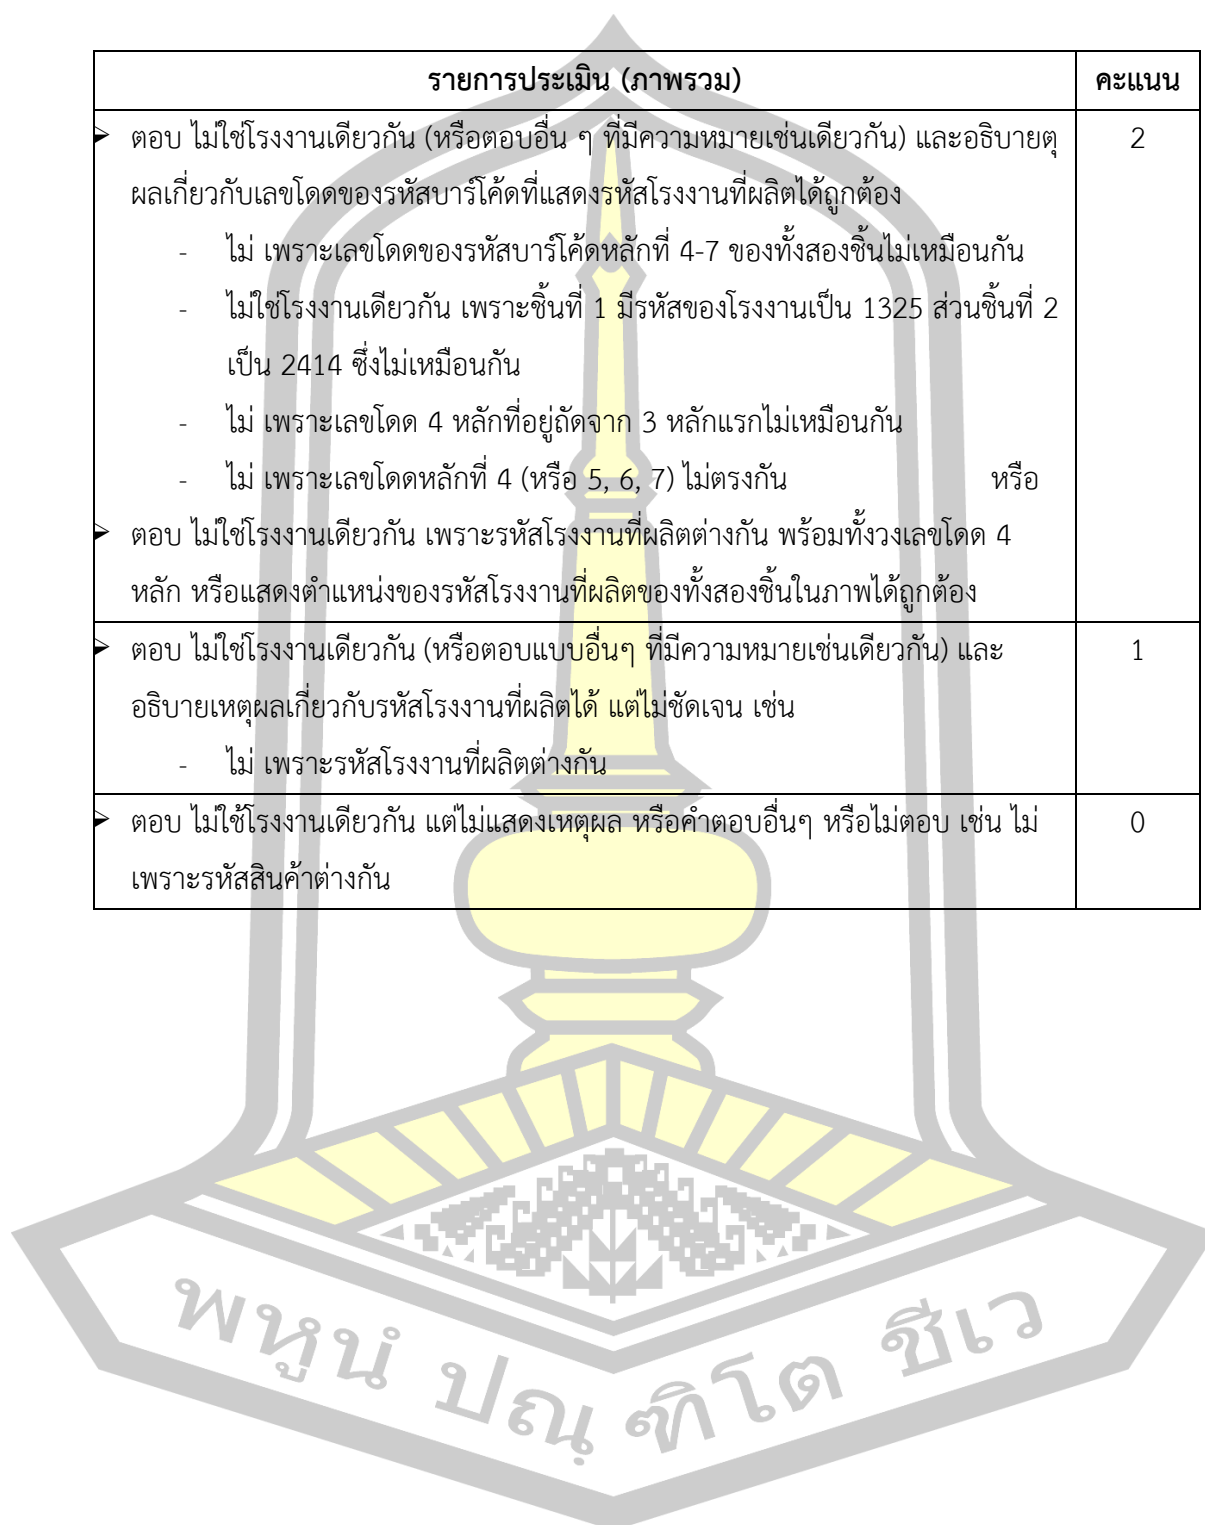 รายการประเมิน (ภาพรวม) คะแนน
➢ ตอบ ไม่ใช่โรงงานเดียวกัน (หรือตอบอื่น ๆ ที่มีความหมายเช่นเดียวกัน) และอธิบายตุ 2
ผลเกี่ยวกับเลขโดดของรหัสบาร์โค้ดที่แสดงรหัสโรงงานที่ผลิตได้ถูกต้อง
- ไม่ เพราะเลขโดดของรหัสบาร์โค้ดหลักที่ 4-7 ของทั้งสองชิ้นไม่เหมือนกัน
- ไม่ใช่โรงงานเดียวกัน เพราะชิ้นที่ 1 มีรหัสของโรงงานเป็น 1325 ส่วนชิ้นที่ 2
เป็น 2414 ซึ่งไม่เหมือนกัน
- ไม่ เพราะเลขโดด 4 หลักที่อยู่ถัดจาก 3 หลักแรกไม่เหมือนกัน
- ไม่ เพราะเลขโดดหลักที่ 4 (หรือ 5, 6, 7) ไม่ตรงกัน หรือ
➢ ตอบ ไม่ใช่โรงงานเดียวกัน เพราะรหัสโรงงานที่ผลิตต่างกัน พร้อมทั้งวงเลขโดด 4
หลัก หรือแสดงตำแหน่งของรหัสโรงงานที่ผลิตของทั้งสองชิ้นในภาพได้ถูกต้อง
➢ ตอบ ไม่ใช่โรงงานเดียวกัน (หรือตอบแบบอื่นๆ ที่มีความหมายเช่นเดียวกัน) และ 1
อธิบายเหตุผลเกี่ยวกับรหัสโรงงานที่ผลิตได้ แต่ไม่ชัดเจน เช่น
- ไม่ เพราะรหัสโรงงานที่ผลิตต่างกัน
➢ ตอบ ไม่ใช้โรงงานเดียวกัน แต่ไม่แสดงเหตุผล หรือคำตอบอื่นๆ หรือไม่ตอบ เช่น ไม่ 0
เพราะรหัสสินค้าต่างกัน
พหูนํ ปณฺฑิโต ชีเว